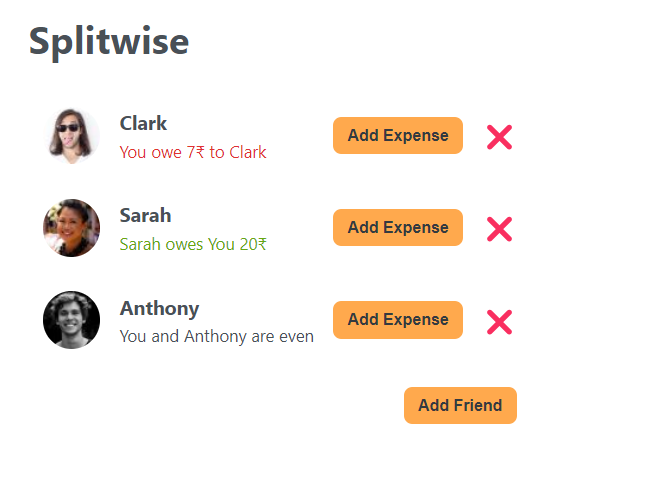 Splitwise
Clark
You owe 7₹ to Clark
Add Expense
Sarah
Sarah owes You 20₹
Add Expense
Anthony
You and Anthony are even
Add Expense
Add Friend